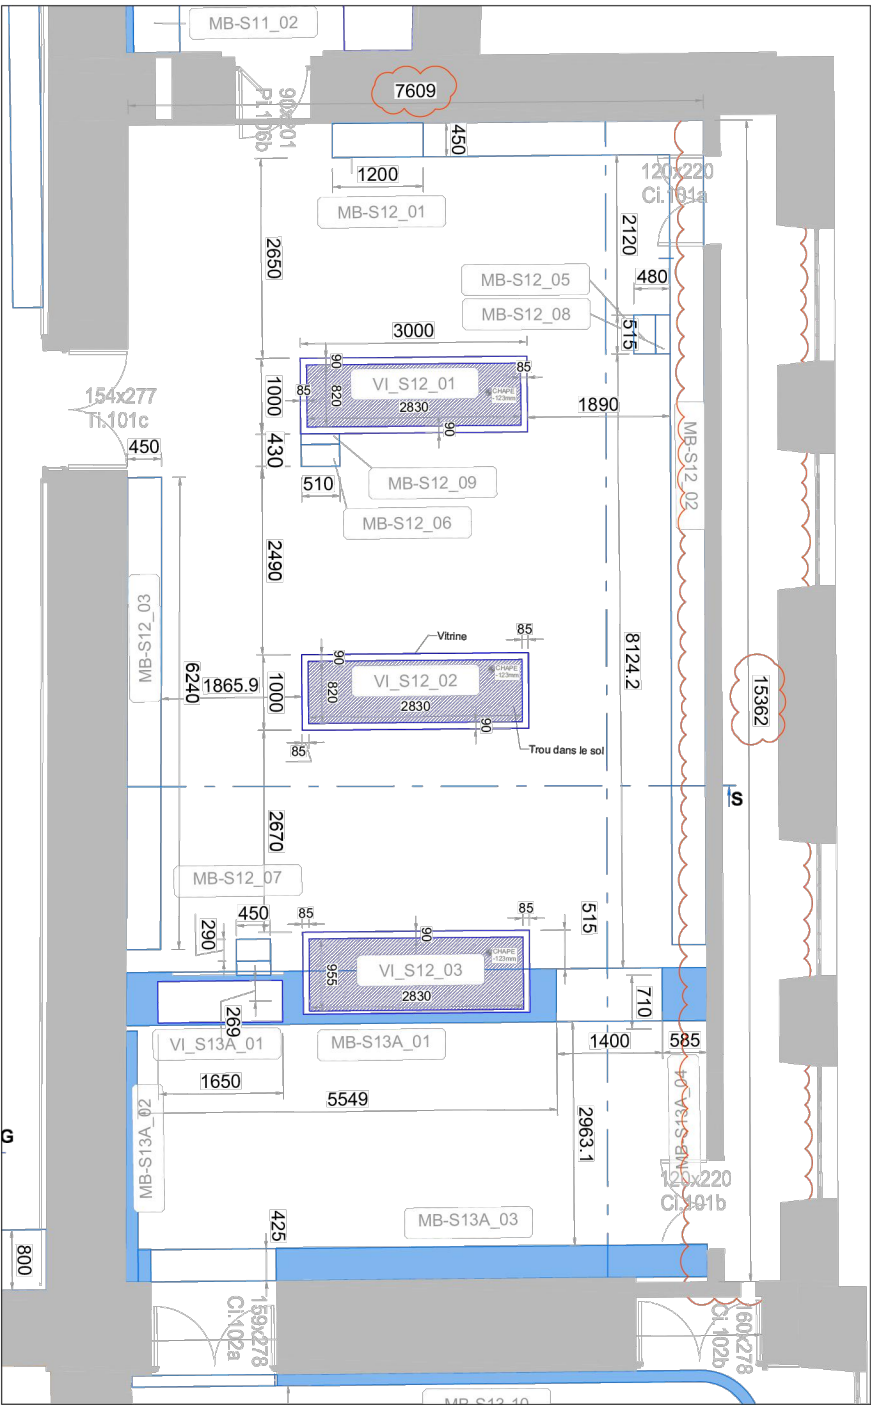 MB-S11_02
7609
90x201
Pi.106b
450
1200
MB-S12_01
120x220
Ci.101a
2120
2650
MB-S12_05
480
MB-S12_08
515
3000
90
85
VI_S12_01
CHAPE
-123mm
85
820
2830
1000
1890
90
154x277
Ti.101c
430
450
MB-S12_09
510
MB-S12_06
MB-S12_02
2490
MB-S12_03
Vitrine
85
90
CHAPE
-123mm
VI_S12_02
8124.2
6240
1865.9
1000
820
2830
15362
90
85
Trou dans le sol
S
2670
MB-S12_07
450
85
85
515
290
90
CHAPE
-123mm
VI_S12_03
955
2830
710
269
VI_S13A_01
MB-S13A_01
1400
585
1650
5549
MB-S13A_02
2963.1
MB-S13A_04
G
120x220
Ci.101b
425
MB-S13A_03
800
159x278
Ci.102a
160x278
Ci.102b
MB-S13_10